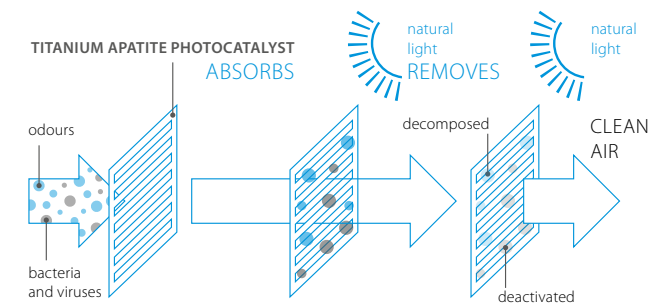 TITANIUM APATITE PHOTOCATALYST
ABSORBS
natural
light
REMOVES
natural
light
odours
decomposed
CLEAN
AIR
bacteria
and viruses
deactivated